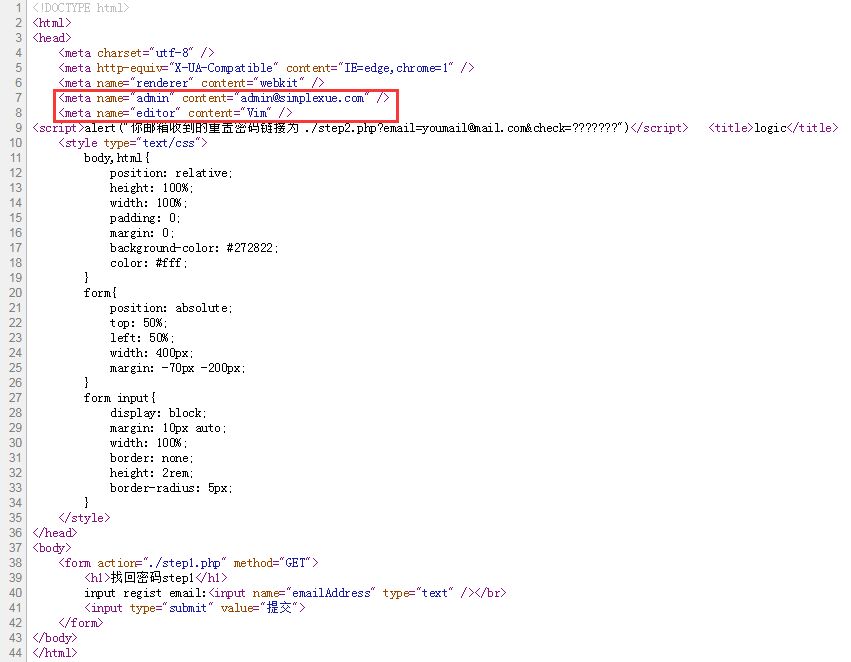 1 <!DOCTYPE html>
2 <html>
3 <head>
4 <meta charset="utf-8" />
5 <meta http-equiv="X-UA-Compatible" content="IE=edge,chrome=1" />
6 <meta name="renderer" content="webkit" />
7 <meta name="admin" content="admin@simplexue.com" />
8 <meta name="editor" content="Vim" />
9 <script>alert("你邮箱收到的重置密码链接为 ./step2.php?email=youmail@mail.com&check=???????")</script> <title>logic</title>
10 <style type="text/css">
11 body,html{
12 position: relative;
13 height: 100%;
14 width: 100%;
15 padding: 0;
16 margin: 0;
17 background-color: #272822;
18 color: #fff;
19 }
20 form{
21 position: absolute;
22 top: 50%;
23 left: 50%;
24 width: 400px;
25 margin: -70px -200px;
26 }
27 form input{
28 display: block;
29 margin: 10px auto;
30 width: 100%;
31 border: none;
32 height: 2rem;
33 border-radius: 5px;
34 }
35 </style>
36 </head>
37 <body>
38 <form action="./step1.php" method="GET">
39 <h1>找回密码step1</h1>
40 input regist email:<input name="emailAddress" type="text" /></br>
41 <input type="submit" value="提交">
42 </form>
43 </body>
44 </html>